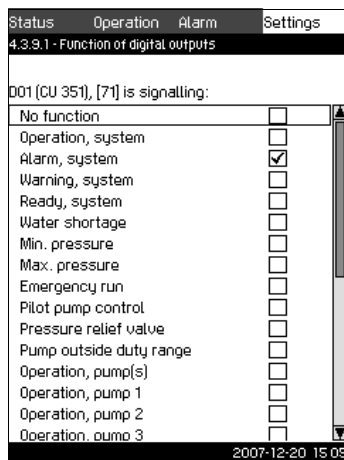 Status Operation Alarm Settings
4.3.9.1 - Function of digital outputs
DO1 (CU 351), [71] is signalling:
No function
Operation, system
Alarm, system
Warning, system
Ready, system
Water shortage
Min. pressure
Max. pressure
Emergency run
Pilot pump control
Pressure relief valve
Pump outside duty range
Operation, pump(s)
Operation, pump 1
Operation, pump 2
Operation, pump 3
2007-12-20 15:09